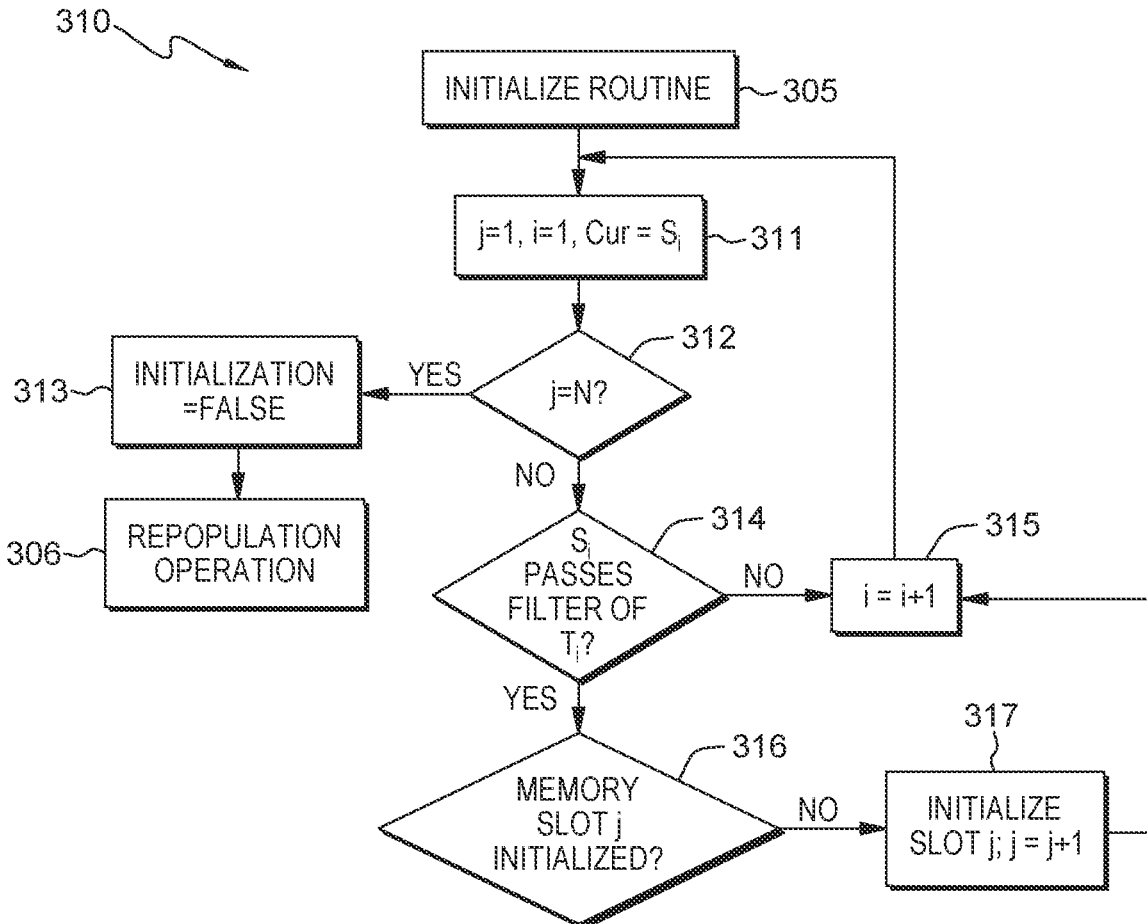 310
INITIALIZE ROUTINE
305
j=1, i=1, Cur = Si
311
312
j=N?
YES
313
INITIALIZATION
=FALSE
NO
306
REPOPULATION
OPERATION
314
Si
PASSES
FILTER OF
Ti?
NO
315
i = i+1
YES
316
MEMORY
SLOT j
INITIALIZED?
NO
317
INITIALIZE
SLOT j; j = j+1